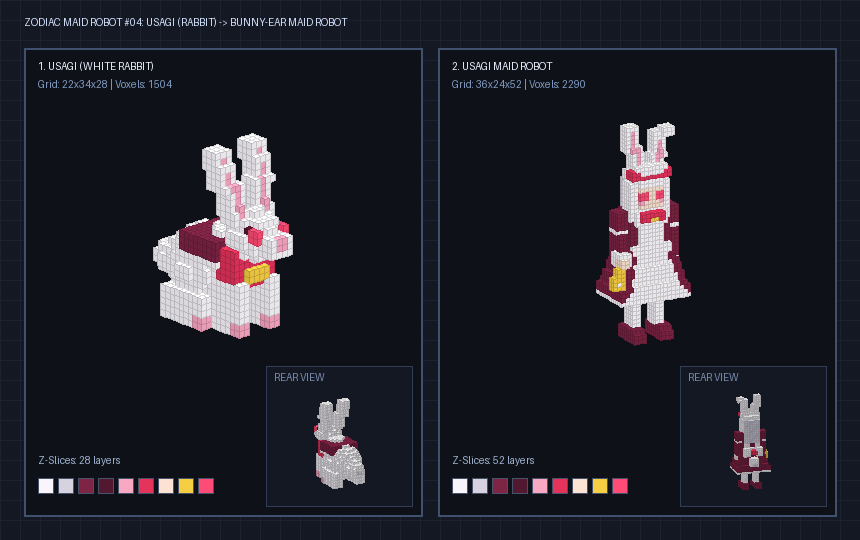 ZODIAC MAID ROBOT #04: USAGI (RABBIT) -> BUNNY-EAR MAID ROBOT
1. USAGI (WHITE RABBIT)
Grid: 22x34x28 | Voxels: 1504
REAR VIEW
Z-Slices: 28 layers
2. USAGI MAID ROBOT
Grid: 36x24x52 | Voxels: 2290
REAR VIEW
Z-Slices: 52 layers